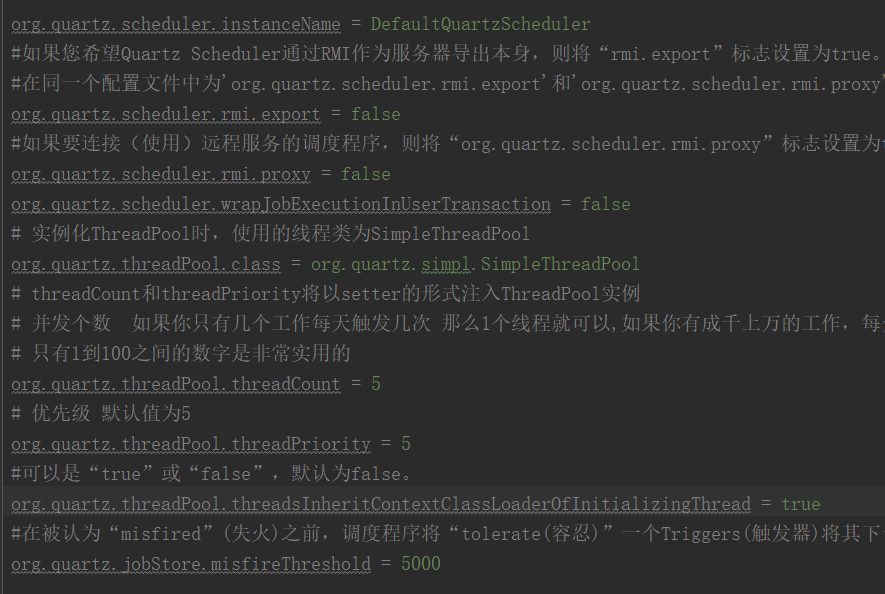 org.quartz.scheduler.instanceName = DefaultQuartzScheduler
#如果您希望Quartz Scheduler通过RMI作为服务器导出本身，则将“rmi.export”标志设置为true。
#在同一个配置文件中为'org.quartz.scheduler.rmi.export'和'org.quartz.scheduler.rmi.proxy'
org.quartz.scheduler.rmi.export = false
#如果要连接（使用）远程服务的调度程序，则将“org.quartz.scheduler.rmi.proxy”标志设置为
org.quartz.scheduler.rmi.proxy = false
org.quartz.scheduler.wrapJobExecutionInUserTransaction = false
# 实例化ThreadPool时，使用的线程类为SimpleThreadPool
org.quartz.threadPool.class = org.quartz.simpl.SimpleThreadPool
# threadCount和threadPriority将以setter的形式注入ThreadPool实例
# 并发个数  如果你只有几个工作每天触发几次 那么1个线程就可以,如果你有成千上万的工作，每
# 只有1到100之间的数字是非常实用的
org.quartz.threadPool.threadCount = 5
# 优先级 默认值为5
org.quartz.threadPool.threadPriority = 5
#可以是“true”或“false”，默认为false。
org.quartz.threadPool.threadsInheritContextClassLoaderOfInitializingThread = true
#在被认为“misfired”(失火)之前，调度程序将“tolerate(容忍)”一个Triggers(触发器)将其下
org.quartz.jobStore.misfireThreshold = 5000